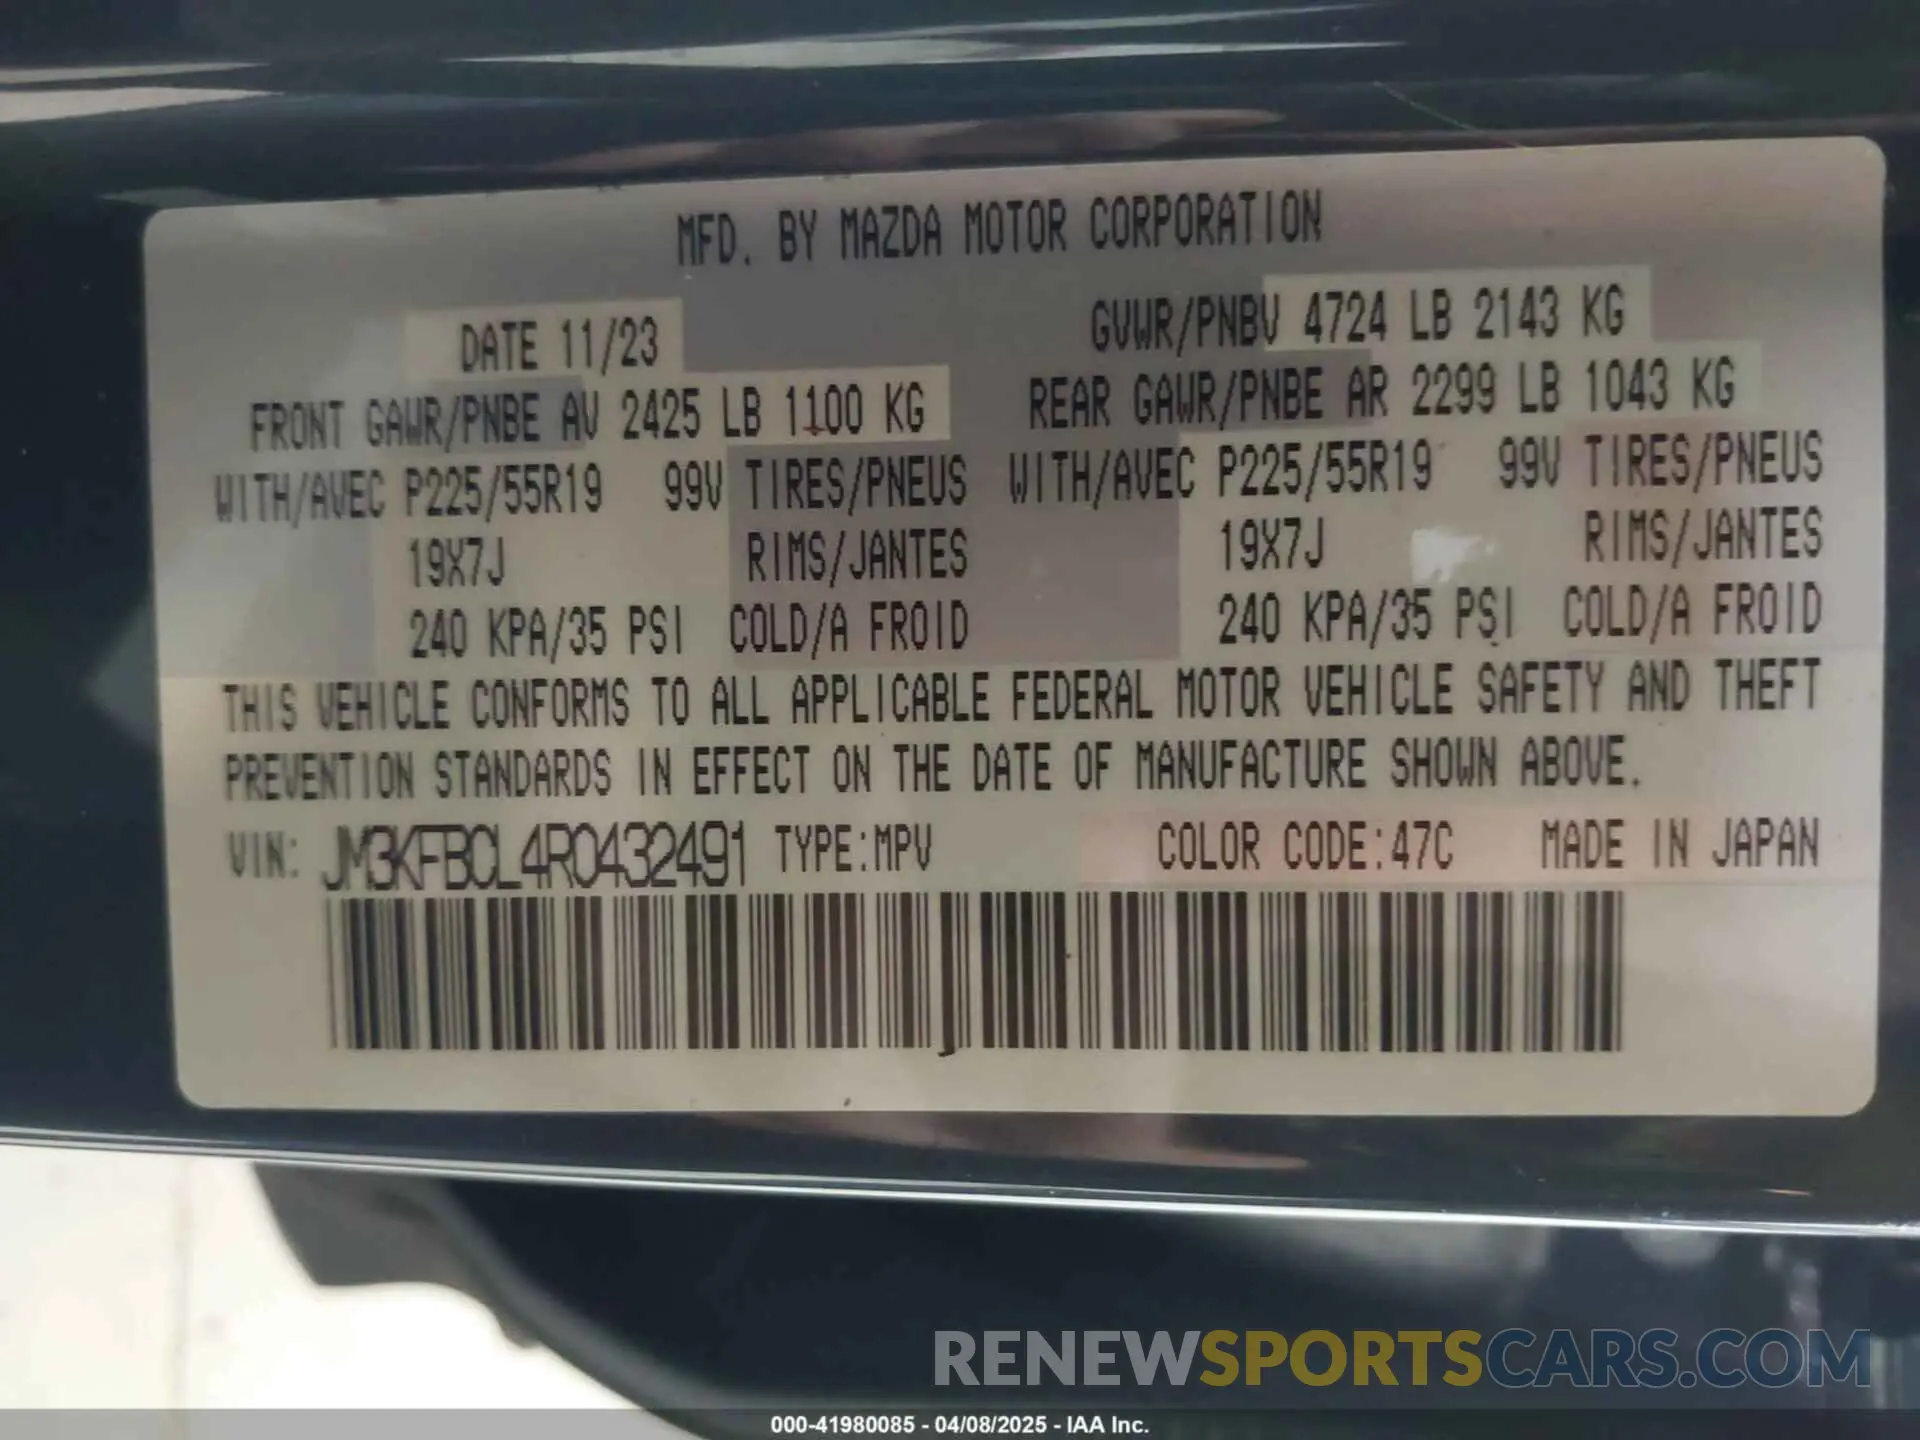 MFD. BY MAZDA MOTOR CORPORATION
DATE 11/23 GVWR/PNBV 4724 LB 2143 KG
FRONT GAWR/PNBE AV 2425 LB 1100 KG REAR GAWR/PNBE AR 2299 LB 1043 KG
WITH/AVEC P225/55R19 99V TIRES/PNEUS WITH/AVEC P225/55R19 99V TIRES/PNEUS
19X7J RIMS/JANTES 19X7J RIMS/JANTES
240 KPA/35 PSI COLD/A FROID 240 KPA/35 PSI COLD/A FROID
THIS VEHICLE CONFORMS TO ALL APPLICABLE FEDERAL MOTOR VEHICLE SAFETY AND THEFT
PREVENTION STANDARDS IN EFFECT ON THE DATE OF MANUFACTURE SHOWN ABOVE.
VIN: JM3KFBCL4R0432491 TYPE:MPV COLOR CODE:47C MADE IN JAPAN
RENEWSPORTSCARS.COM
000-41980085 - 04/08/2025 - IAA Inc.